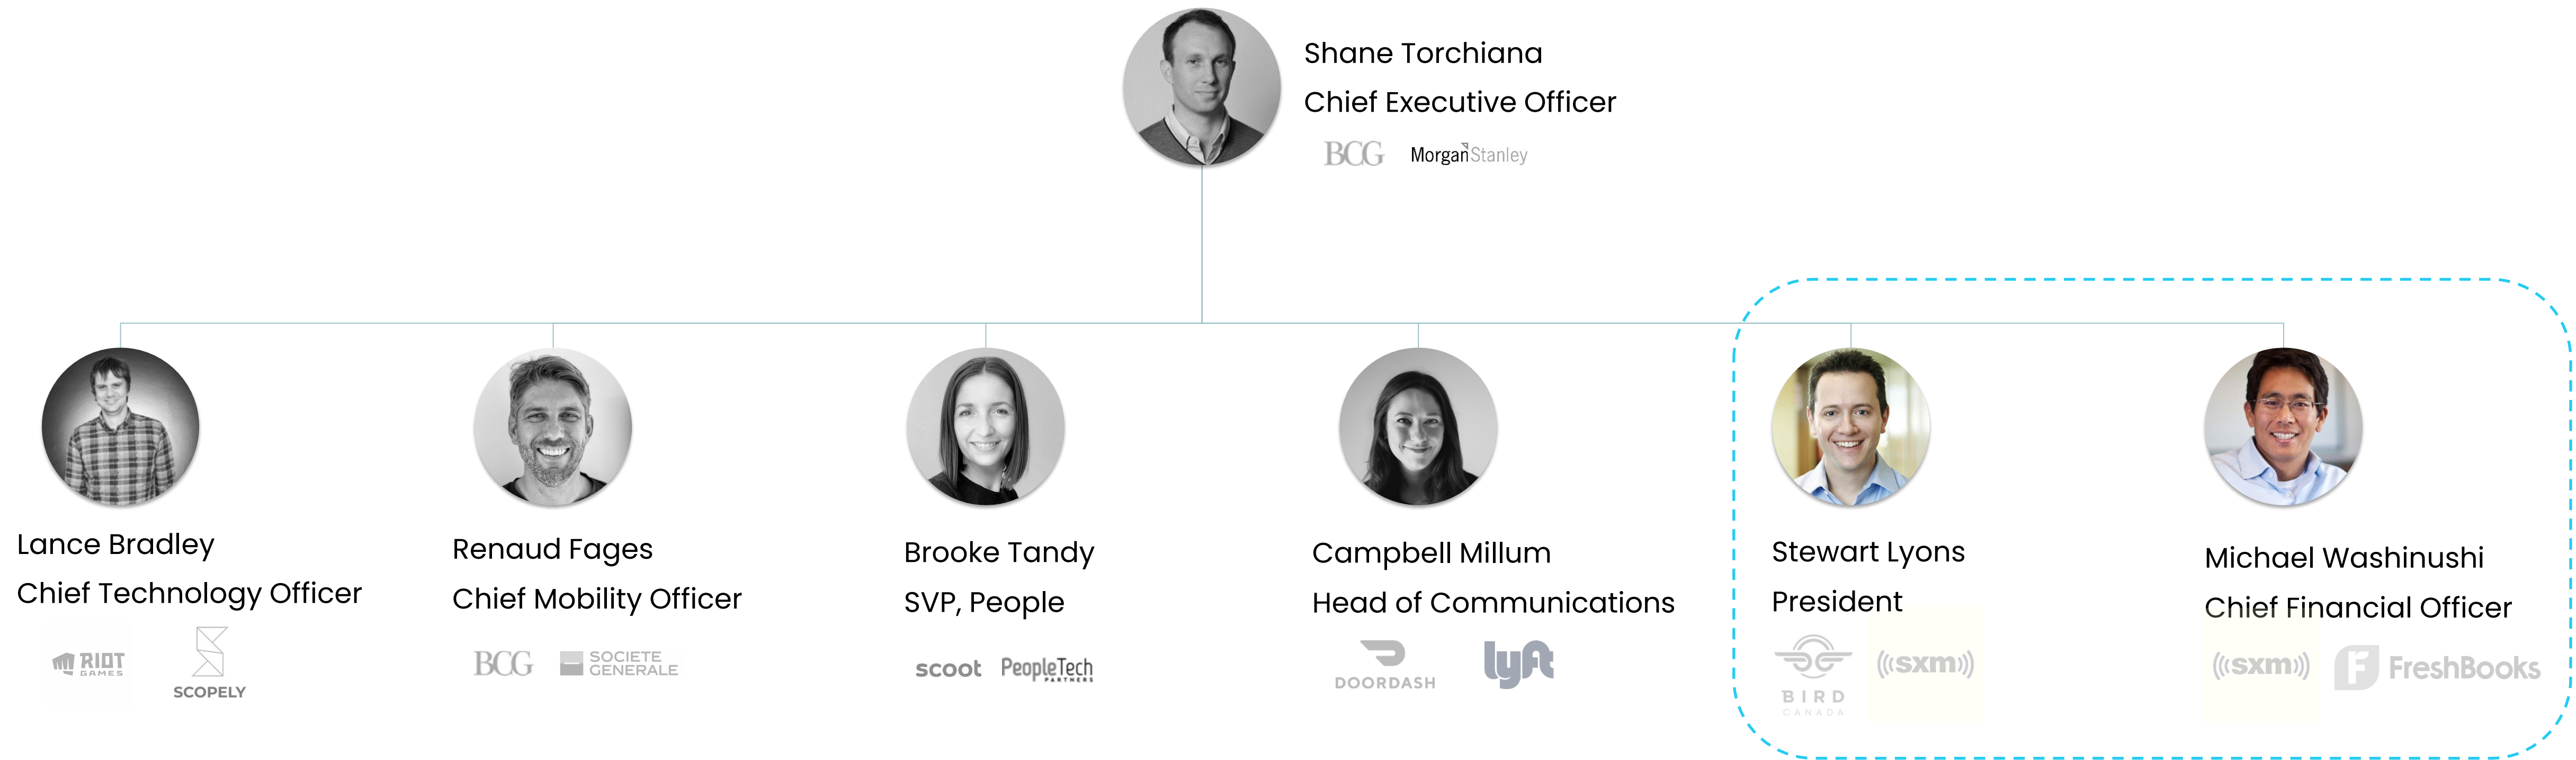 Shane Torchiana
Chief Executive Officer
BCG MorganStanley
Lance Bradley
Chief Technology Officer
RIOT
GAMES
SCOPELY
Renaud Fages
Chief Mobility Officer
BCG SOCIETE
GENERALE
Brooke Tandy
SVP, People
scoot PeopleTech
PARTNERS
Campbell Millum
Head of Communications
DOORDASH lyft
Stewart Lyons
President
BIRD
CANADA
((sxm))
Michael Washinushi
Chief Financial Officer
((sxm)) F FreshBooks